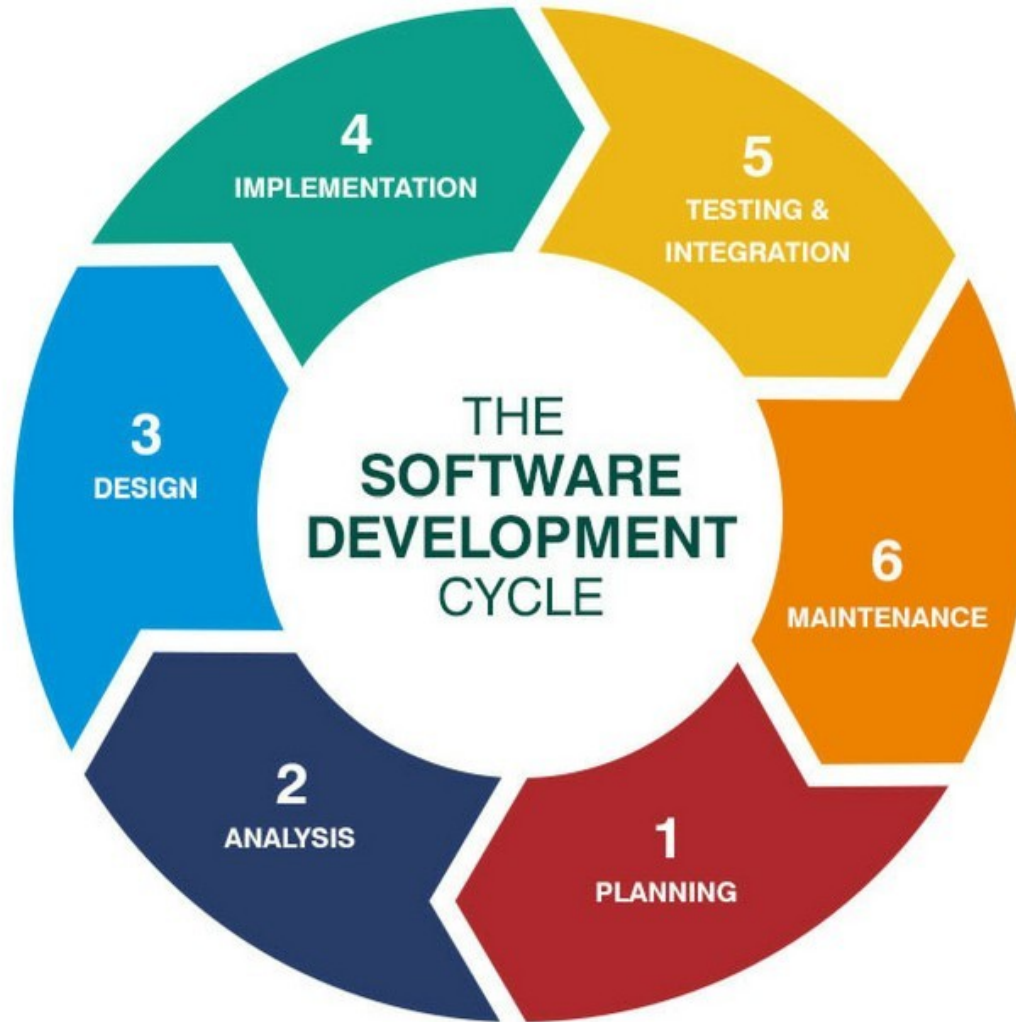 THE
SOFTWARE
DEVELOPMENT
CYCLE
1
PLANNING
2
ANALYSIS
3
DESIGN
4
IMPLEMENTATION
5
TESTING &
INTEGRATION
6
MAINTENANCE